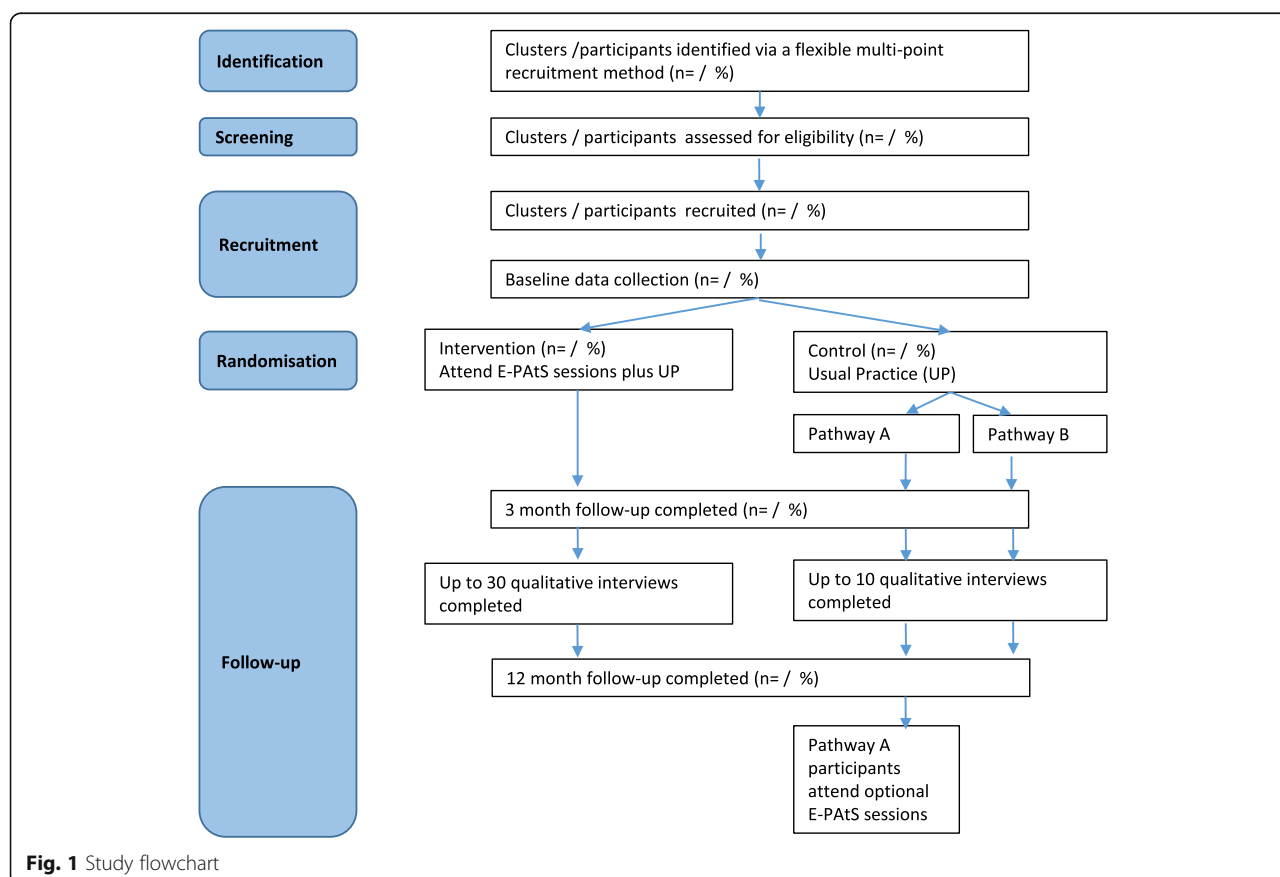 Identification
Clusters /participants identified via a flexible multi-point
recruitment method (n= / %)
Screening
Clusters / participants assessed for eligibility (n= / %)
Recruitment
Clusters / participants recruited (n= / %)
Baseline data collection (n= / %)
Randomisation
Intervention (n= / %)
Attend E-PAtS sessions plus UP
Control (n= / %)
Usual Practice (UP)
Pathway A
Pathway B
Follow-up
3 month follow-up completed (n= / %)
Up to 30 qualitative interviews
completed
Up to 10 qualitative interviews
completed
12 month follow-up completed (n= / %)
Pathway A
participants
attend optional
E-PAtS sessions
Fig. 1 Study flowchart